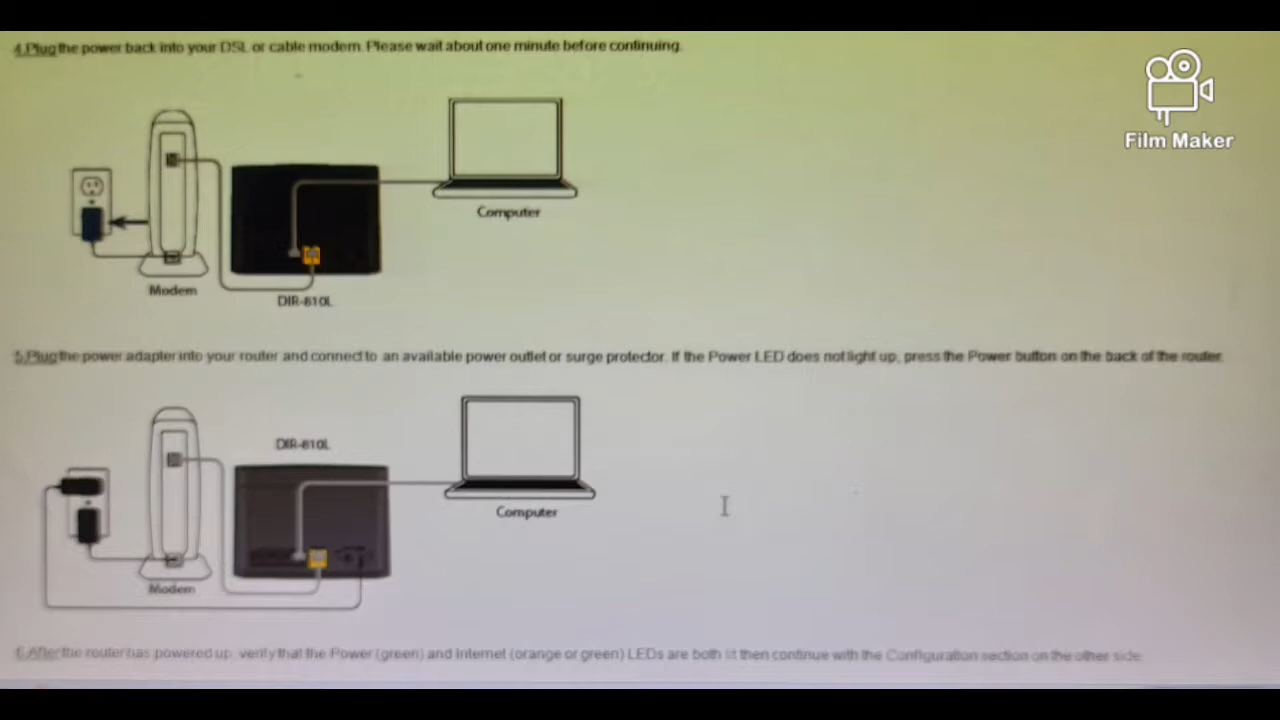 4.Plug the power back into your DSL or cable modem. Please wait about one minute before continuing.
Film Maker
Computer
Modem
DIR-810L
5.Plug the power adapter into your router and connect to an available power outlet or surge protector. If the Power LED does not light up, press the Power button on the back of the router.
DIR-810L
Computer
Modem
6.After the router has powered up, verify that the Power (green) and Internet (orange or green) LEDs are both lit then continue with the Configuration section on the other side.